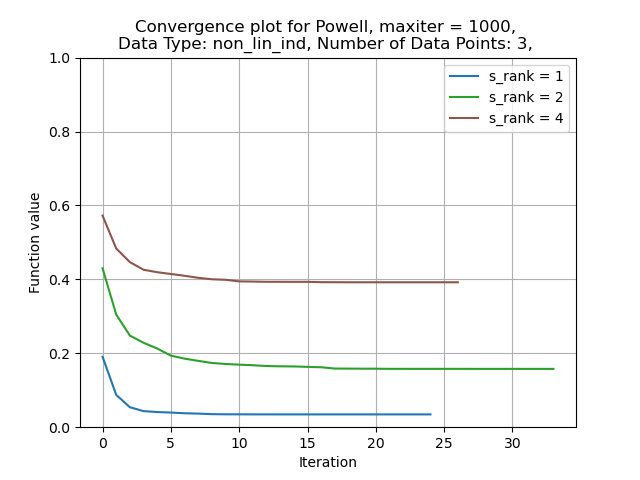 Convergence plot for Powell, maxiter = 1000,
Data Type: non_lin_ind, Number of Data Points: 3,
1.0
0.8
0.6
0.4
0.2
0.0
Function value
s_rank = 1
s_rank = 2
s_rank = 4
0 5 10 15 20 25 30
Iteration